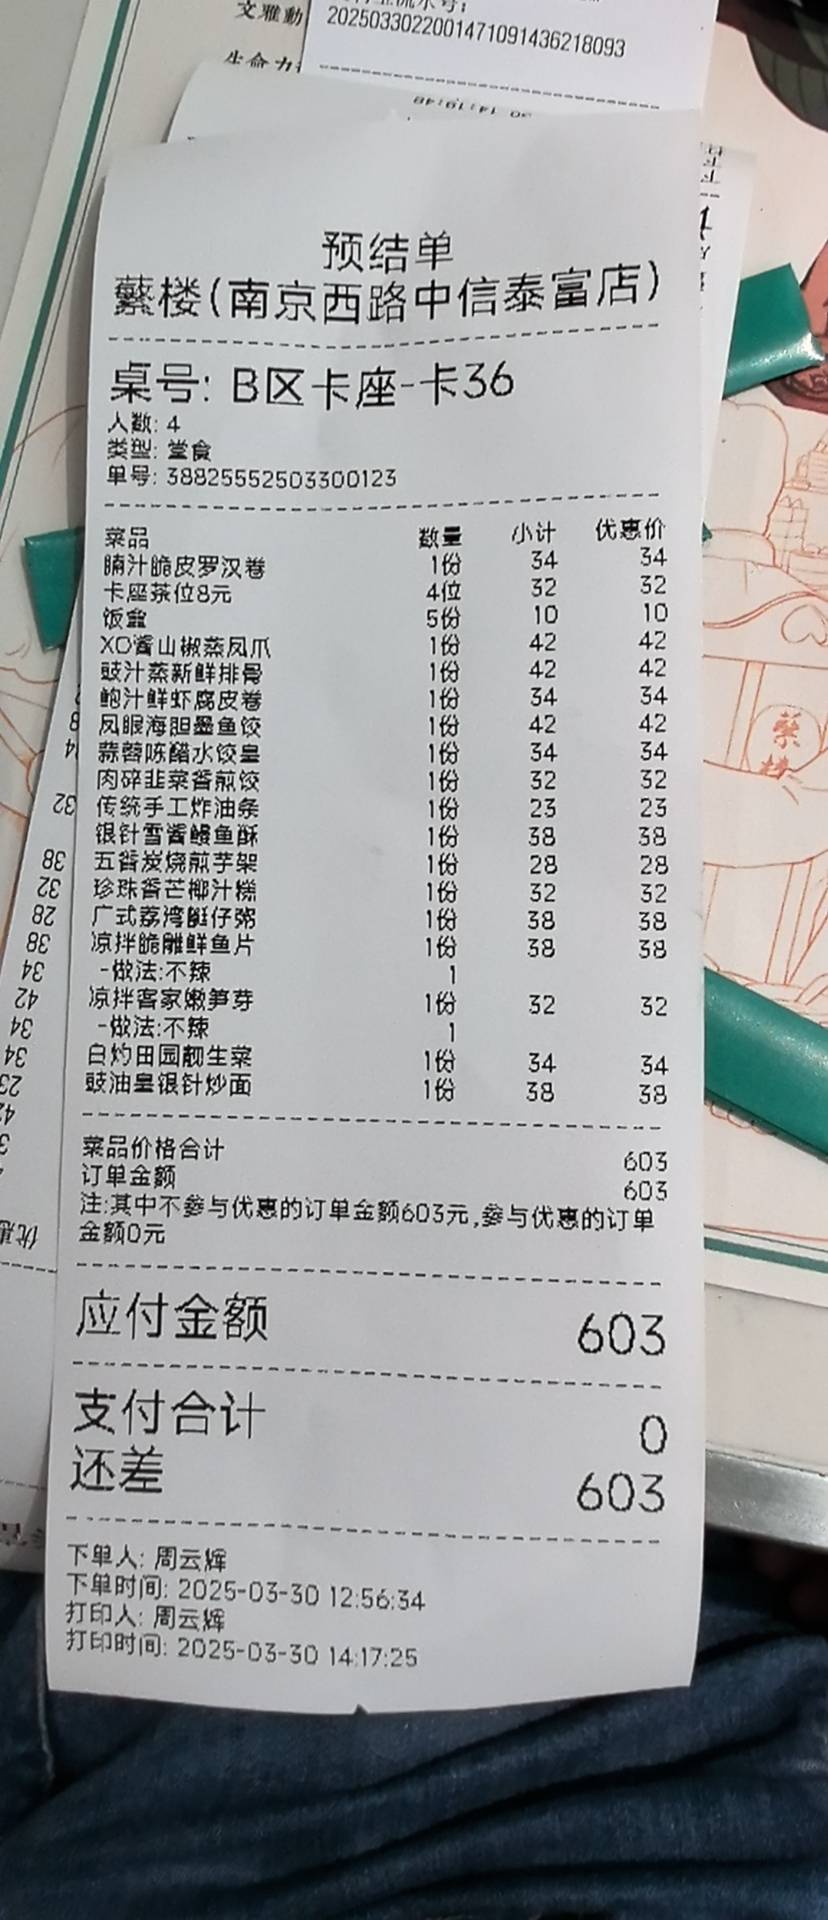 文雅動
生命力
流水号:
2025033022001471091436218093
预结单
蘩楼(南京西路中信泰富店)
桌号: B区卡座-卡36
人数: 4
类型: 堂食
单号: 38825552503300123
菜品 数量 小计 优惠价
腩汁脆皮罗汉卷 1份 34 34
卡座茶位8元 4位 32 32
饭盒 5份 10 10
XO酱山椒蒸凤爪 1份 42 42
豉汁蒸新鲜排骨 1份 42 42
鲍汁鲜虾腐皮卷 1份 34 34
凤眼海胆墨鱼饺 1份 42 42
蒜蓉陈醋水饺皇 1份 34 34
肉碎韭菜香煎饺 1份 32 32
传统手工炸油条 1份 23 23
银针雪酱鳗鱼酥 1份 38 38
五香炭烧煎芋架 1份 28 28
珍珠香芒椰汁糕 1份 32 32
广式荔湾艇仔粥 1份 38 38
凉拌脆雕鲜鱼片 1份 38 38
-做法:不辣 1
凉拌客家嫩笋芽 1份 32 32
-做法:不辣 1
白灼田园靓生菜 1份 34 34
豉油皇银针炒面 1份 38 38
菜品价格合计 603
订单金额 603
注:其中不参与优惠的订单金额603元,参与优惠的订单
金额0元
应付金额 603
支付合计 0
还差 603
下单人: 周云辉
下单时间: 2025-03-30 12:56:34
打印人: 周云辉
打印时间: 2025-03-30 14:17:25